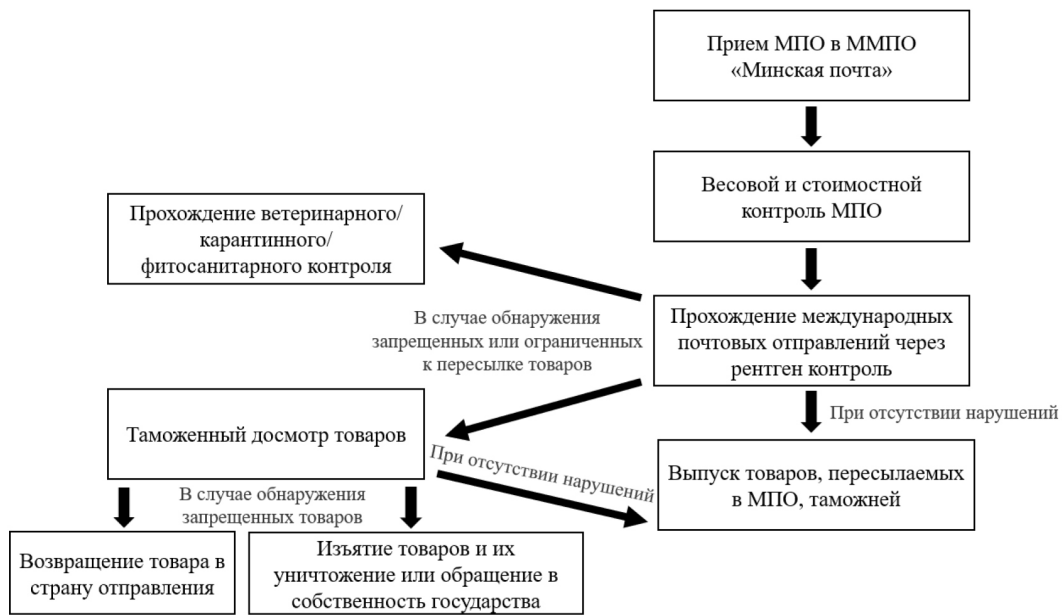 Прием МПО в ММПО
«Минская почта»
Весовой и стоимостной
контроль МПО
Прохождение ветеринарного/
карантинного/
фитосанитарного контроля
Прохождение международных
почтовых отправлений через
рентген контроль
В случае обнаружения
запрещенных или ограниченных
к пересылке товаров
При отсутствии нарушений
Таможенный досмотр товаров
При отсутствии нарушений
Выпуск товаров, пересылаемых
в МПО, таможней
В случае обнаружения
запрещенных товаров
Возвращение товара в
страну отправления
Изъятие товаров и их
уничтожение или обращение в
собственность государства